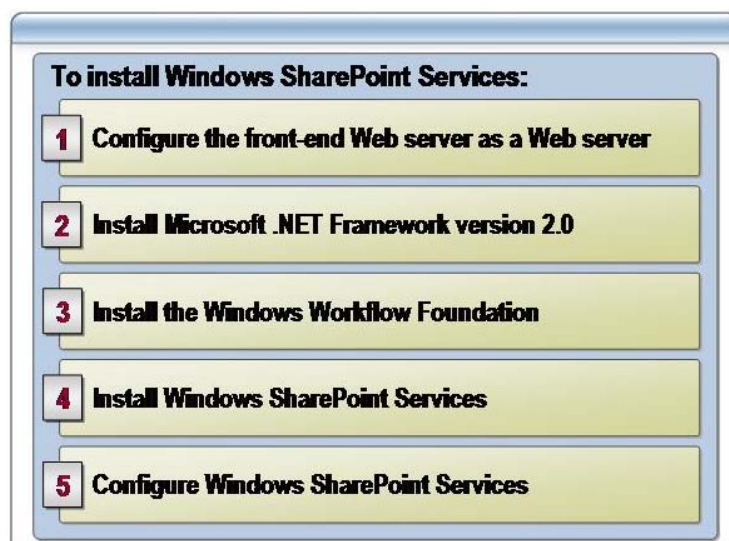 To install Windows SharePoint Services:
1 Configure the front-end Web server as a Web server
2 Install Microsoft .NET Framework version 2.0
3 Install the Windows Workflow Foundation
4 Install Windows SharePoint Services
5 Configure Windows SharePoint Services